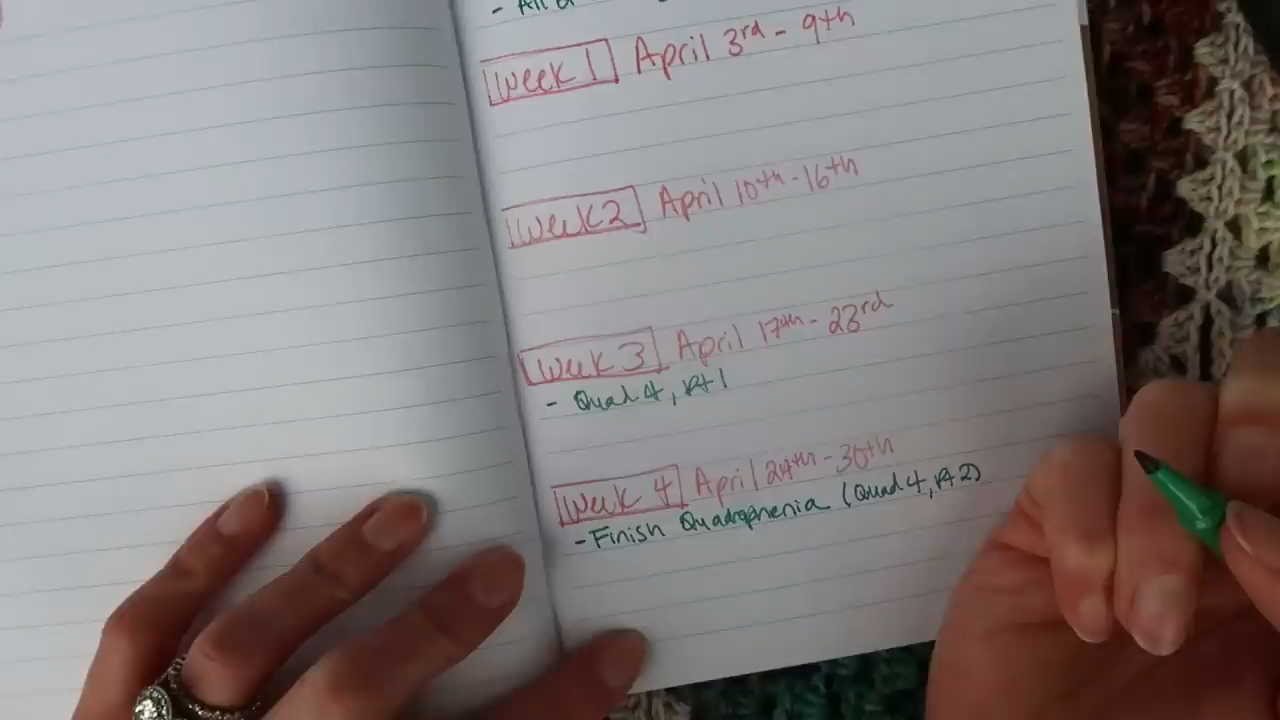 - All
Week 1 April 3rd - 9th
Week 2 April 10th - 16th
Week 3 April 17th - 23rd
- Quad 4, pt 1
Week 4 April 24th - 30th
- Finish Quadrophenia (Quad 4, pt 2)